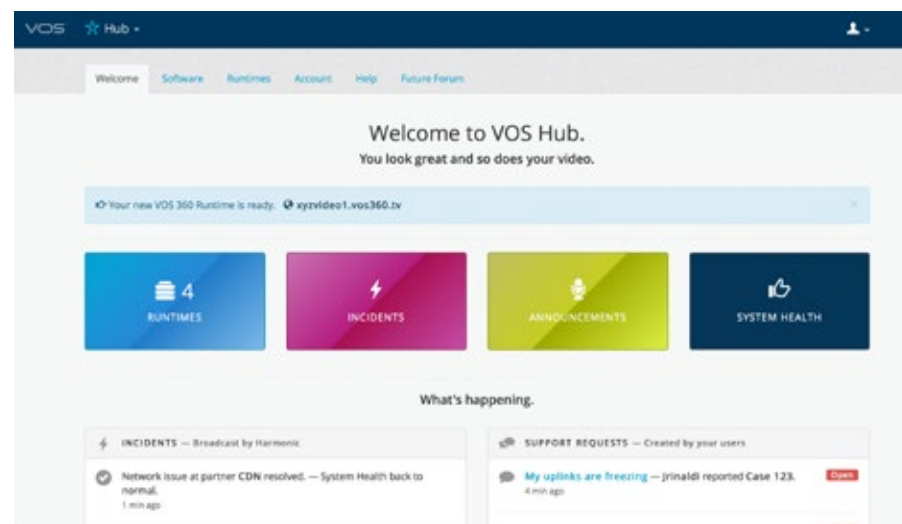 VOS Hub
Welcome Software Runtimes Account Help Future Forum
Welcome to VOS Hub.
You look great and so does your video.
Your new VOS 360 Runtime is ready. xyzvideo1.vos360.tv ×
4
RUNTIMES
INCIDENTS
ANNOUNCEMENTS
SYSTEM HEALTH
What's happening.
INCIDENTS — Broadcast by Harmonic
Network issue at partner CDN resolved. — System Health back to
normal.
1 min ago
SUPPORT REQUESTS — Created by your users
My uplinks are freezing — Jrinaldi reported Case 123. Open
4 min ago